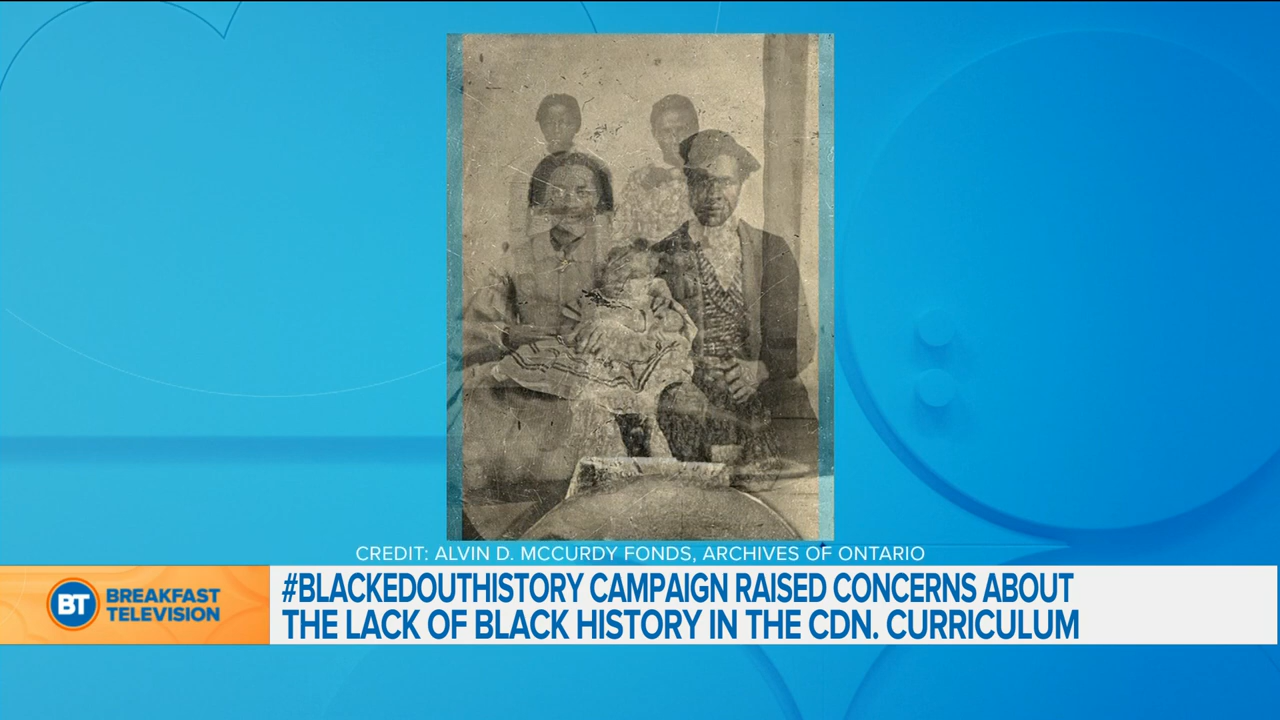 CREDIT: ALVIN D. MCCURDY FONDS, ARCHIVES OF ONTARIO
#BLACKEDOUTHISTORY CAMPAIGN RAISED CONCERNS ABOUT
THE LACK OF BLACK HISTORY IN THE CDN. CURRICULUM
BT BREAKFAST
TELEVISION